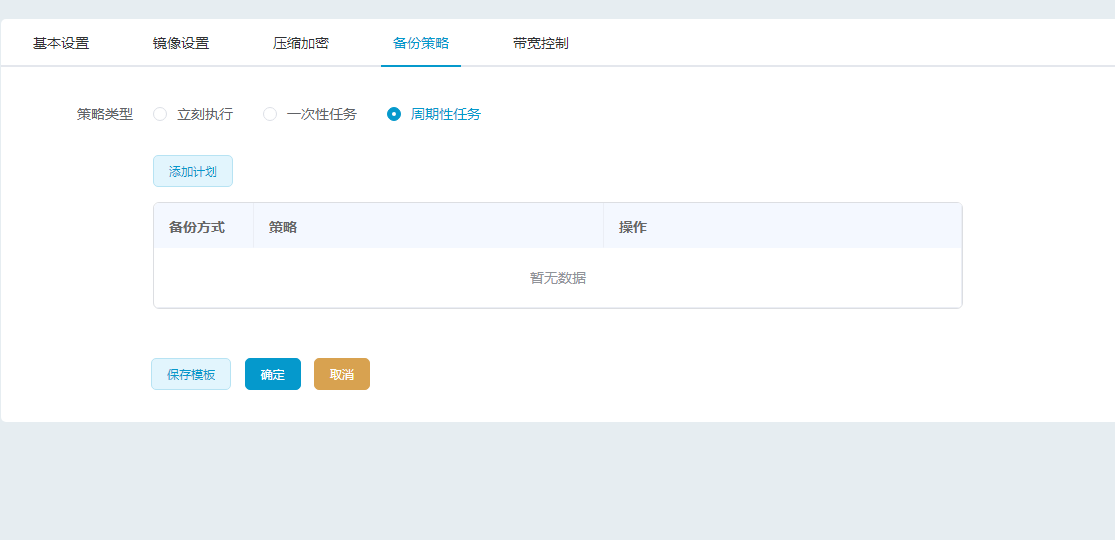 基本设置 镜像设置 压缩加密 备份策略 带宽控制
策略类型 立刻执行 一次性任务 周期性任务
添加计划
备份方式 策略 操作
暂无数据
保存模板 确定 取消